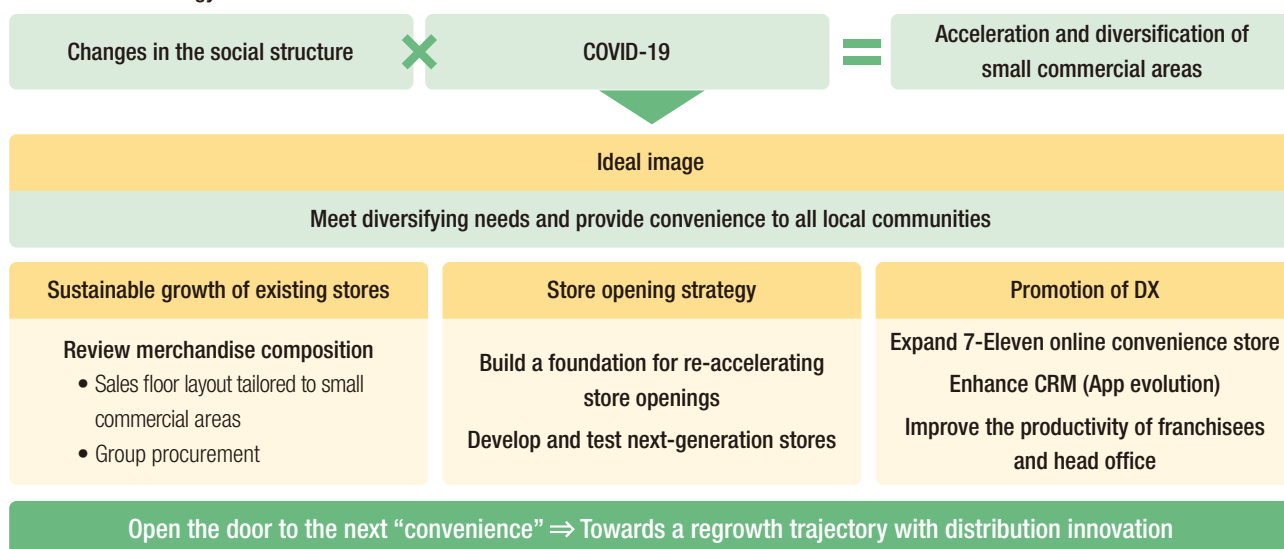 Changes in the social structure
×
COVID-19
=
Acceleration and diversification of
small commercial areas
Ideal image
Meet diversifying needs and provide convenience to all local communities
Sustainable growth of existing stores
Review merchandise composition
• Sales floor layout tailored to small
commercial areas
• Group procurement
Store opening strategy
Build a foundation for re-accelerating
store openings
Develop and test next-generation stores
Promotion of DX
Expand 7-Eleven online convenience store
Enhance CRM (App evolution)
Improve the productivity of franchisees
and head office
Open the door to the next “convenience” ⇒ Towards a regrowth trajectory with distribution innovation